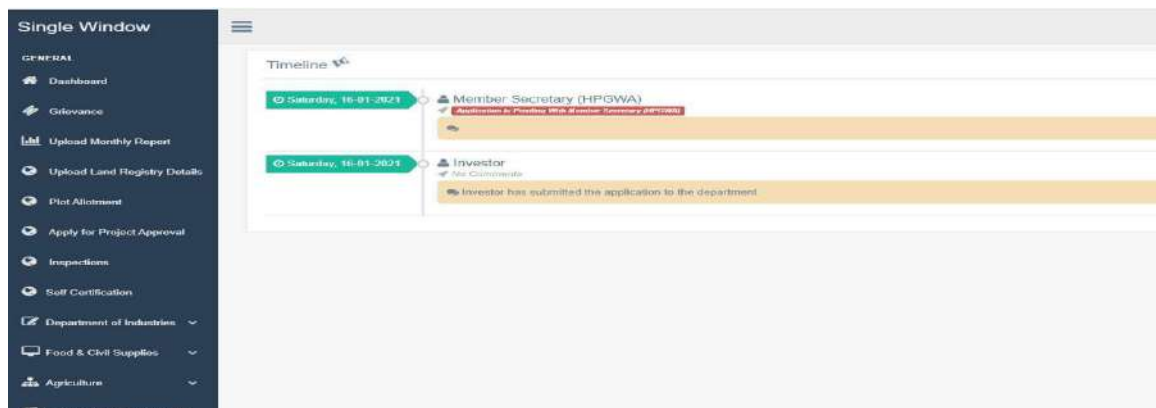 Single Window
GENERAL
Dashboard
Grievance
Upload Monthly Report
Upload Land Registry Details
Plot Allotment
Apply for Project Approval
Inspections
Self Certification
Department of Industries
Food & Civil Supplies
Agriculture
Timeline
Saturday, 16-01-2021
Member Secretary (HPGWA)
Application is Pending With Member Secretary (HPGWA)
Saturday, 16-01-2021
Investor
No Comments
Investor has submitted the application to the department